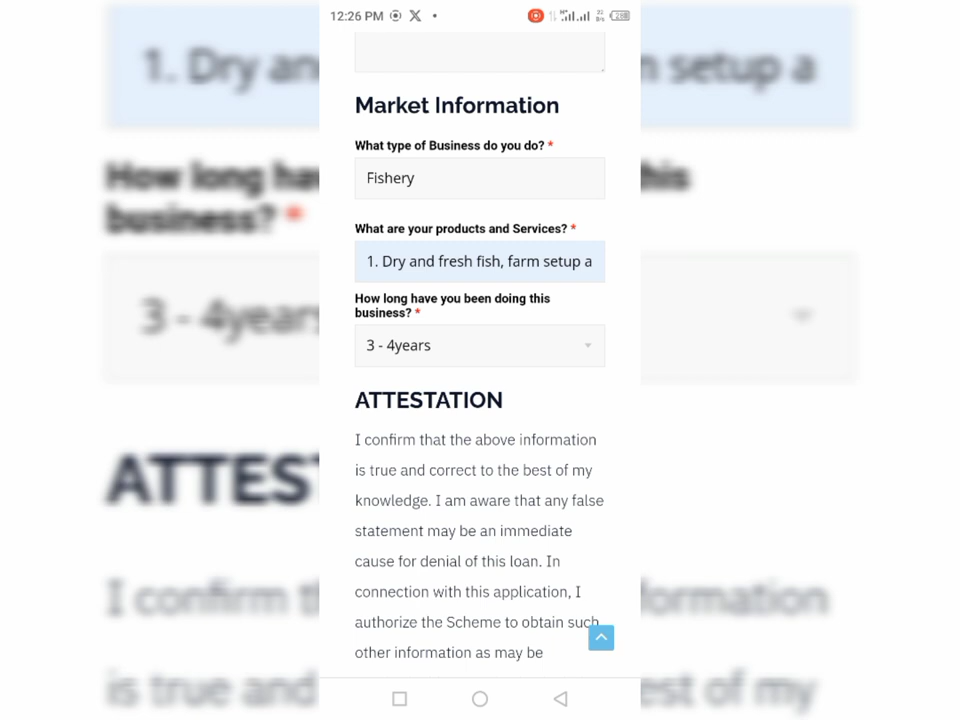 12:26 PM
Market Information
What type of Business do you do? *
Fishery
What are your products and Services? *
1. Dry and fresh fish, farm setup a
How long have you been doing this
business? *
3 - 4years
ATTESTATION
I confirm that the above information
is true and correct to the best of my
knowledge. I am aware that any false
statement may be an immediate
cause for denial of this loan. In
connection with this application, I
authorize the Scheme to obtain such
other information as may be